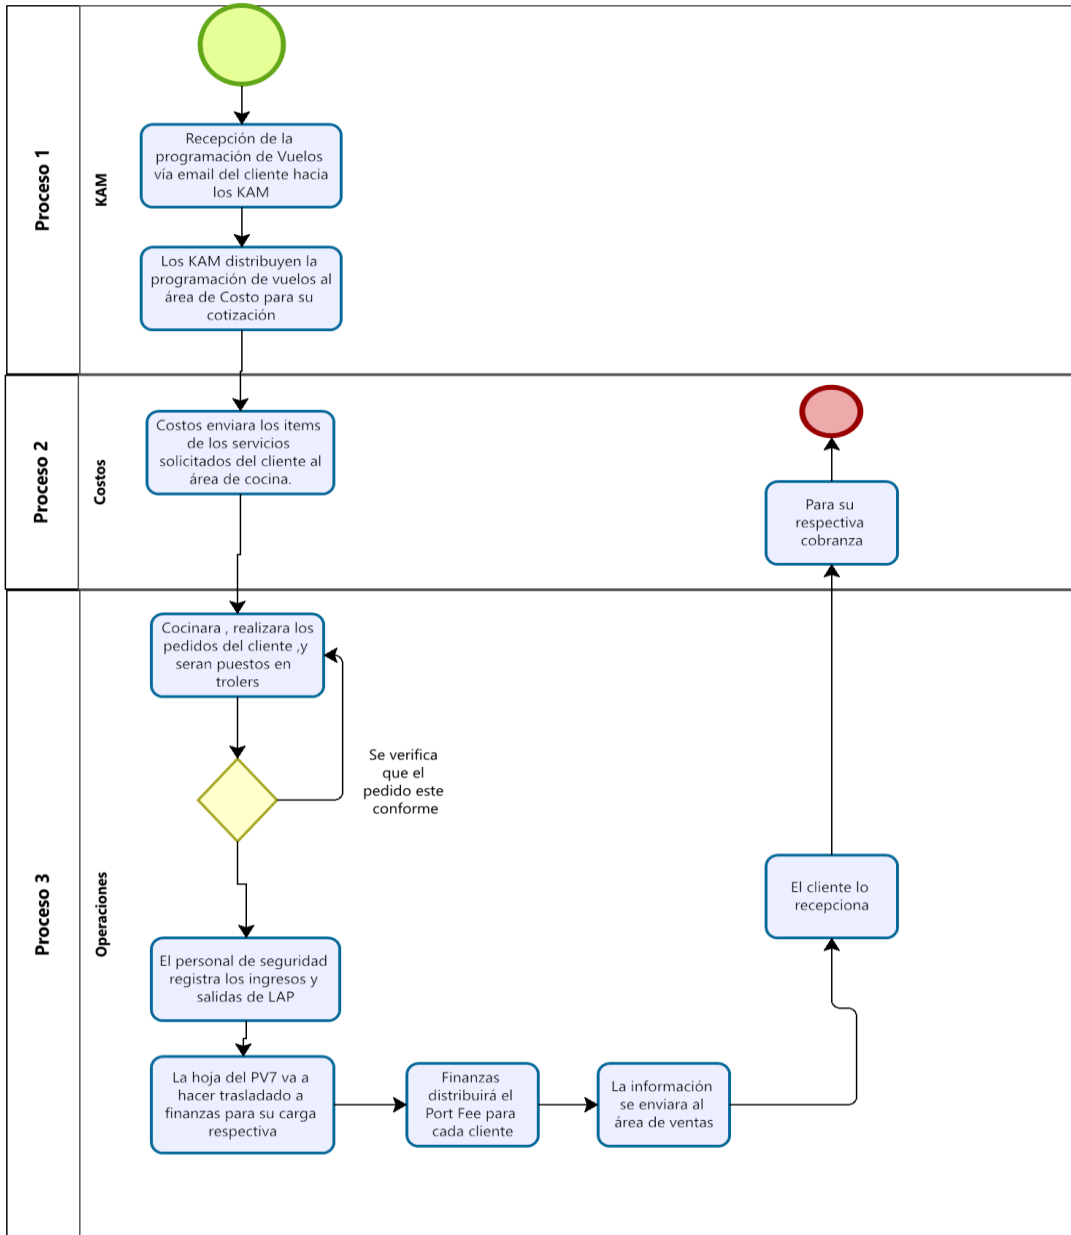 Proceso 1
KAM
Recepción de la
programación de Vuelos
vía email del cliente hacia
los KAM
Los KAM distribuyen la
programación de vuelos al
área de Costo para su
cotización
Proceso 2
Costos
Costos enviara los items
de los servicios
solicitados del cliente al
área de cocina.
Para su
respectiva
cobranza
Proceso 3
Operaciones
Cocinara , realizara los
pedidos del cliente ,y
seran puestos en
trolers
Se verifica
que el
pedido este
conforme
El personal de seguridad
registra los ingresos y
salidas de LAP
La hoja del PV7 va a
hacer trasladado a
finanzas para su carga
respectiva
Finanzas
distribuirá el
Port Fee para
cada cliente
La información
se enviara al
área de ventas
El cliente lo
recepciona